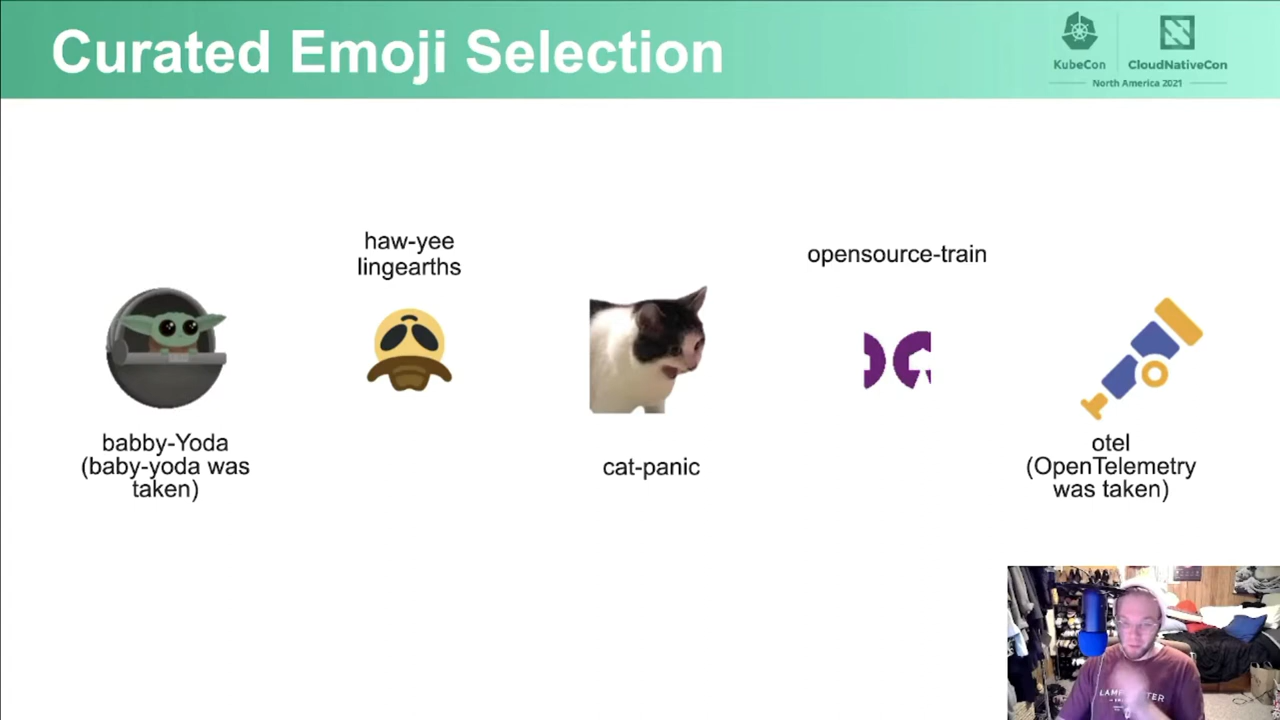 Curated Emoji Selection
KubeCon
CloudNativeCon
North America 2021
haw-yee
lingearths
opensource-train
babby-Yoda
(baby-yoda was
taken)
cat-panic
otel
(OpenTelemetry
was taken)